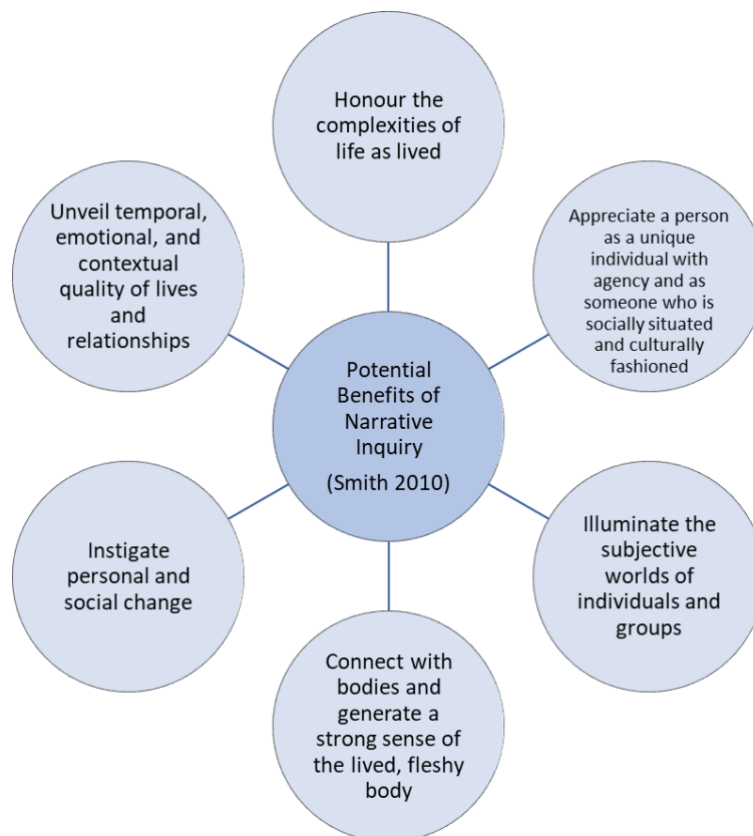 Honour the
complexities of
life as lived
Appreciate a person
as a unique
individual with
agency and as
someone who is
socially situated
and culturally
fashioned
Illuminate the
subjective
worlds of
individuals and
groups
Connect with
bodies and
generate a
strong sense of
the lived, fleshy
body
Instigate
personal and
social change
Unveil temporal,
emotional, and
contextual
quality of lives
and
relationships
Potential
Benefits of
Narrative
Inquiry
(Smith 2010)